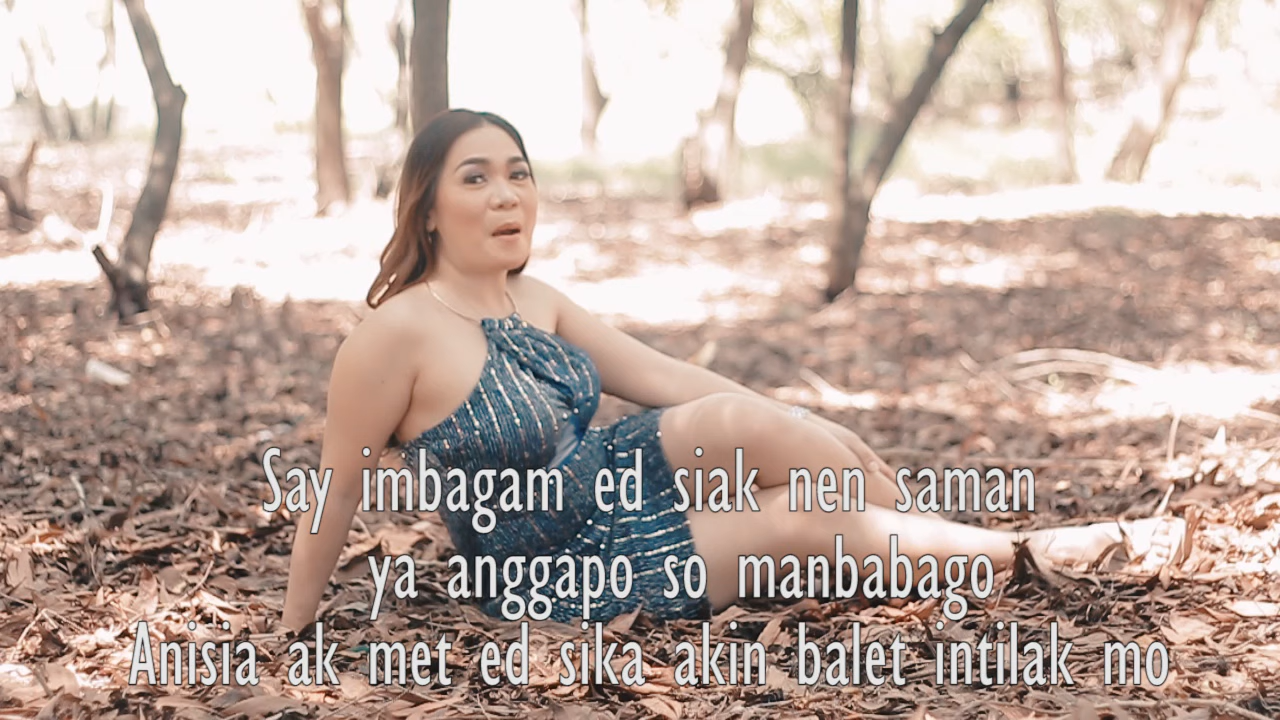 Say imbagam ed siak nen saman
ya anggapo so manbabago
Anisia ak met ed sika akin balet intilak mo